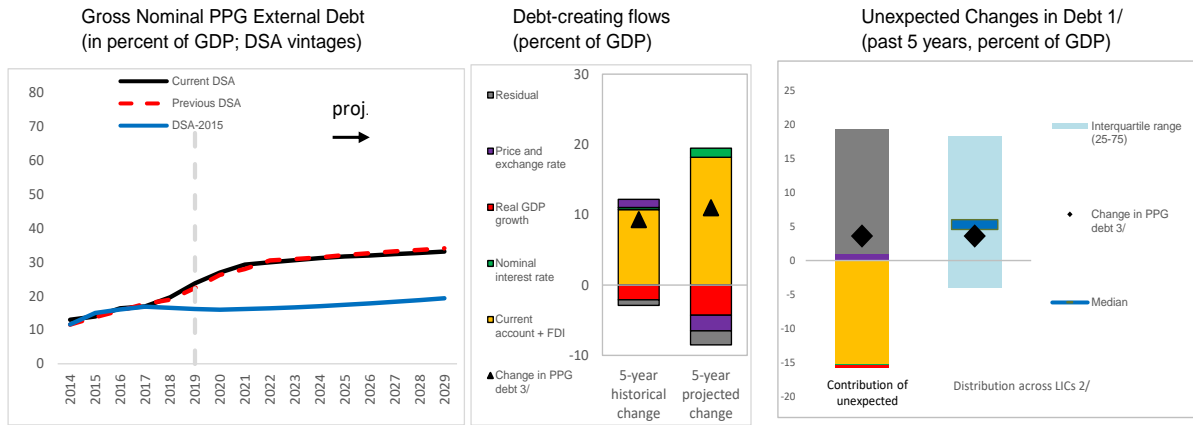 Gross Nominal PPG External Debt
(in percent of GDP; DSA vintages)
80
70
60
50
40
30
20
10
0
Current DSA
Previous DSA
DSA-2015
proj.
2014
2015
2016
2017
2018
2019
2020
2021
2022
2023
2024
2025
2026
2027
2028
2029
Debt-creating flows
(percent of GDP)
Residual
Price and
exchange rate
Real GDP
growth
Nominal
interest rate
Current
account + FDI
Change in PPG
debt 3/
30
20
10
0
-10
5-year
historical
change
5-year
projected
change
Unexpected Changes in Debt 1/
(past 5 years, percent of GDP)
25
20
15
10
5
0
-5
-10
-15
-20
Contribution of
unexpected
Distribution across LICs 2/
Interquartile range
(25-75)
Change in PPG
debt 3/
Median